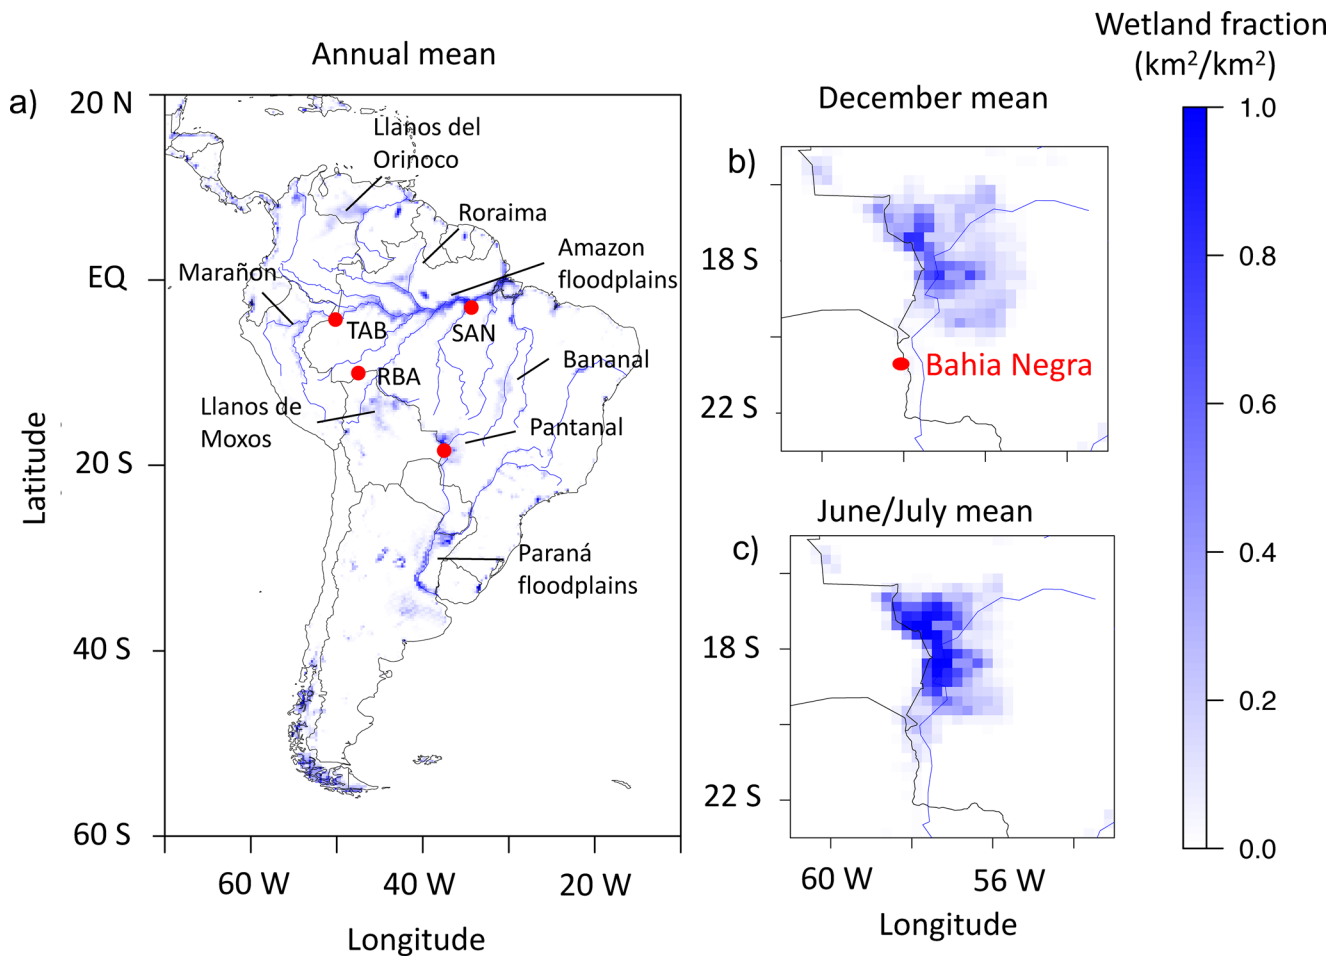 Wetland fraction
(km²/km²)
Annual mean
a)
20 N
EQ
20 S
40 S
60 S
Latitude
60 W
40 W
20 W
Longitude
Llanos del
Orinoco
Roraima
Amazon
floodplains
Marañon
TAB
SAN
RBA
Bananal
Llanos de
Moxos
Pantanal
Paraná
floodplains
December mean
b)
18 S
22 S
Bahia Negra
June/July mean
c)
18 S
22 S
60 W
56 W
Longitude
1.0
0.8
0.6
0.4
0.2
0.0